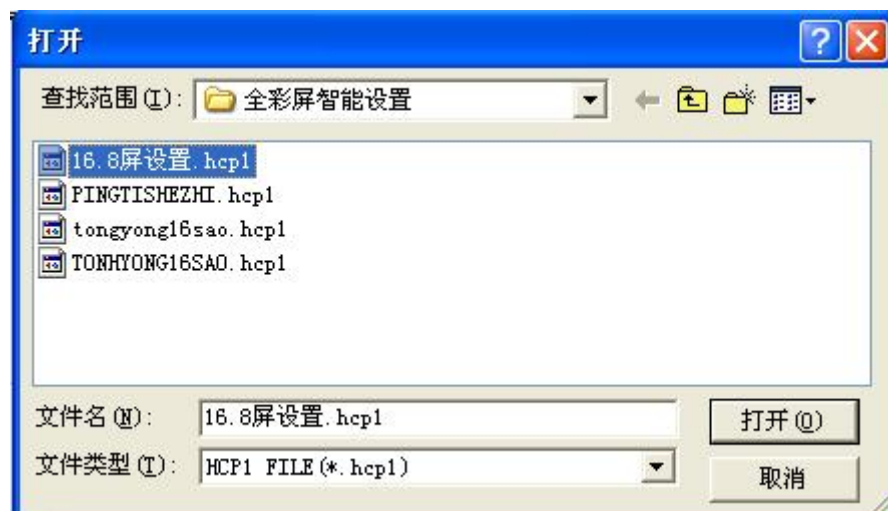 打开
查找范围(I): 全彩屏智能设置
16.8屏设置.hcp1
PINGTISHEZHI.hcp1
tongyong16sao.hcp1
TONHYONG16SAO.hcp1
文件名(N): 16.8屏设置.hcp1 打开(O)
文件类型(T): HCP1 FILE(*.hcp1) 取消